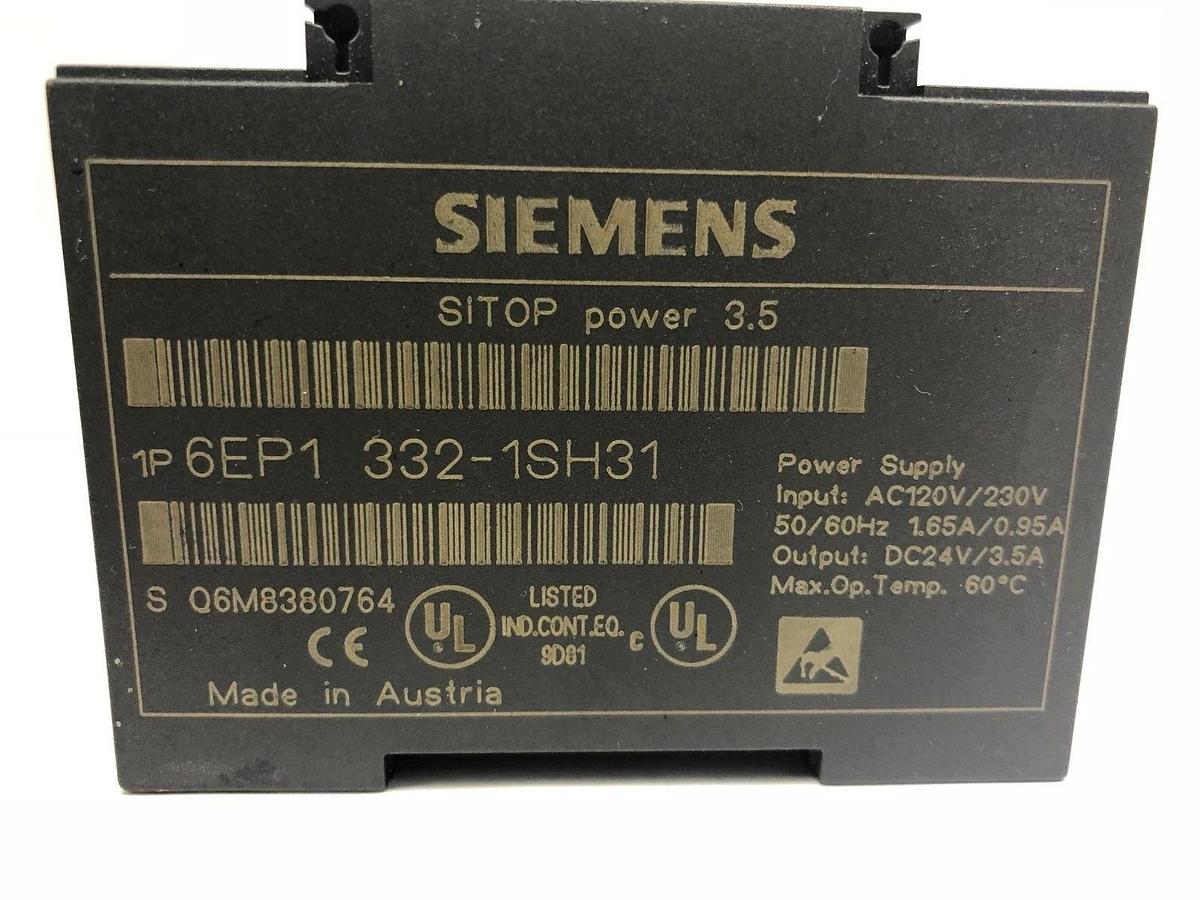 SIEMENS
SITOP power 3.5
1P 6EP1 332-1SH31
Power Supply
Input: AC120V/230V
50/60Hz 1.65A/0.95A
Output: DC24V/3.5A
Max.Op.Temp. 60°C
S Q6M8380764
CE
UL
LISTED
IND.CONT.EQ.
9D81
C UL
Made in Austria